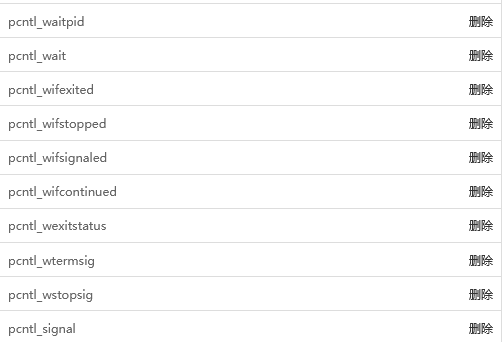 pcntl_waitpid 删除
pcntl_wait 删除
pcntl_wifexited 删除
pcntl_wifstopped 删除
pcntl_wifsignaled 删除
pcntl_wifcontinued 删除
pcntl_wexitstatus 删除
pcntl_wtermsig 删除
pcntl_wstopsig 删除
pcntl_signal 删除